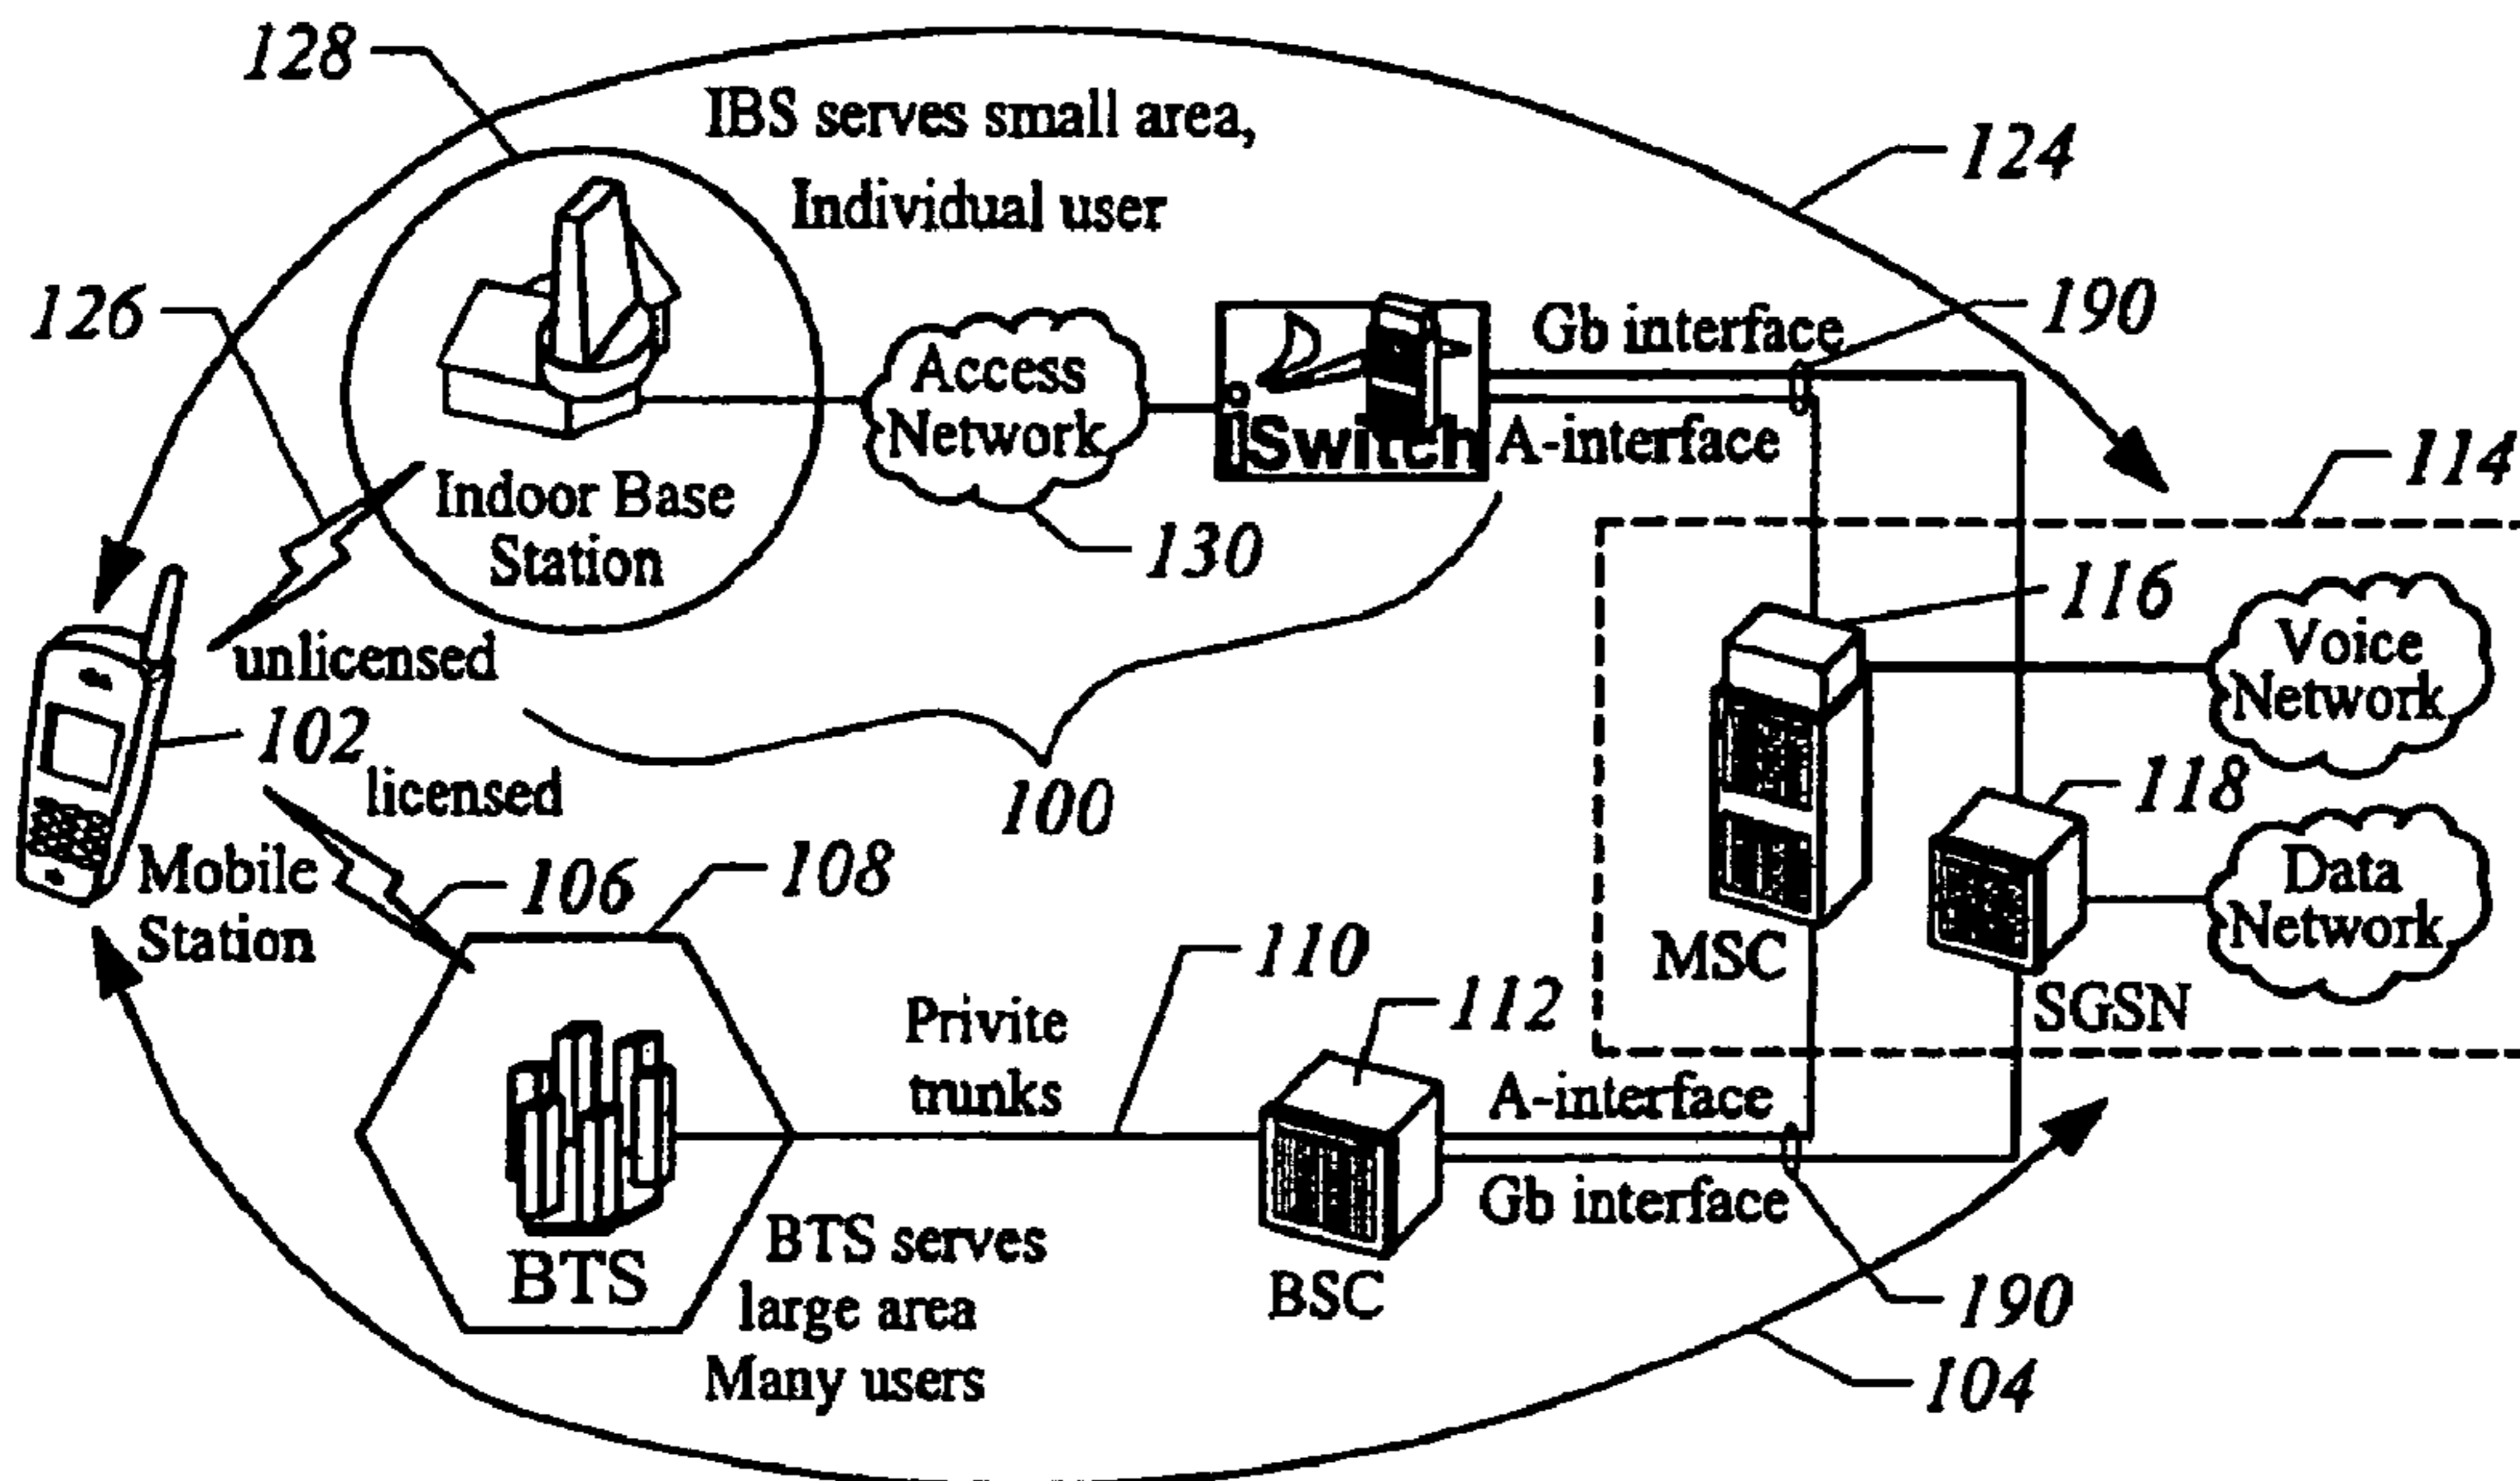 128
IBS serves small area,
Individual user
124
126
190
Gb interface
Access
Network
iSwitch
A-interface
114
Indoor Base
Station
130
116
unlicensed
Voice
Network
102
licensed
100
118
Mobile
Station
106
108
Data
Network
MSC
110
112
SGSN
Privite
trunks
A-interface
Gb interface
BTS
BTS serves
large area
Many users
BSC
190
104